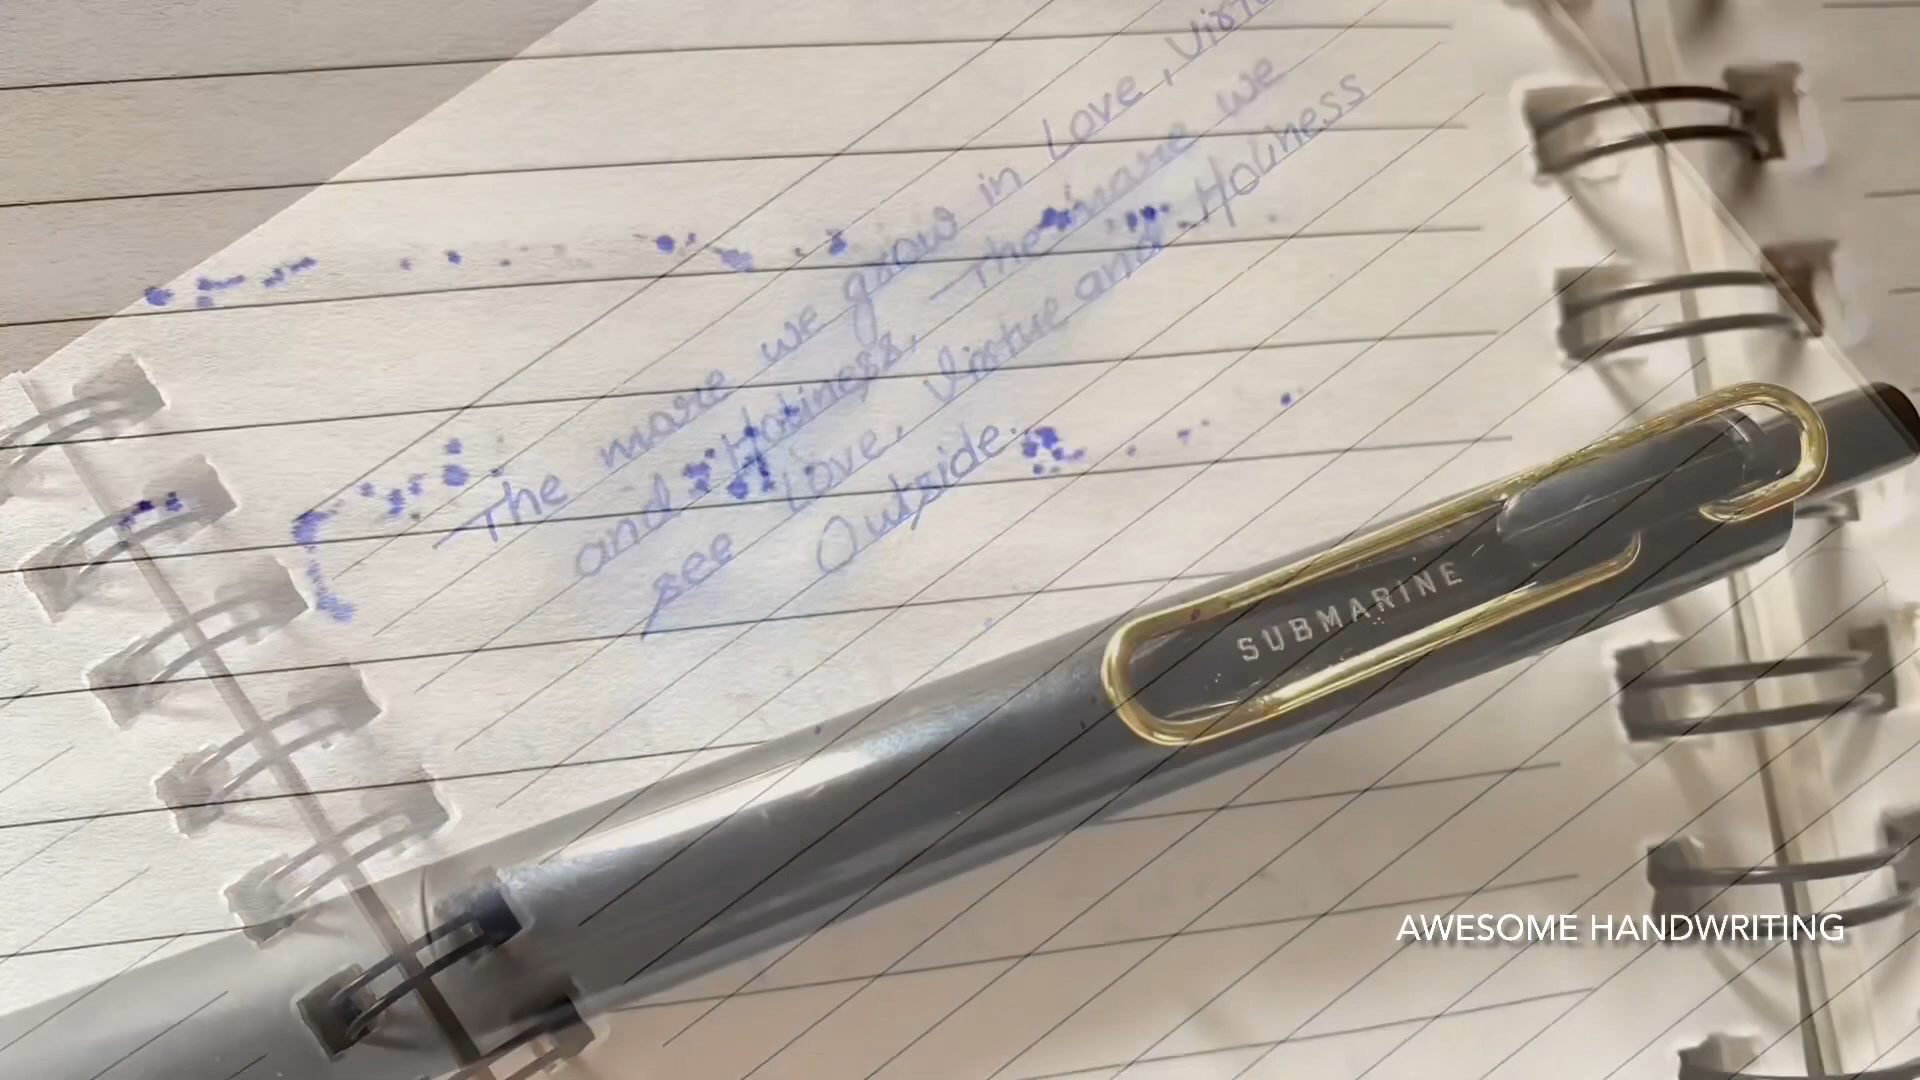 The more we grow in Love, Virtue
and Holiness, The more we
see Love, Virtue and Holiness
Outside..
SUBMARINE
AWESOME HANDWRITING